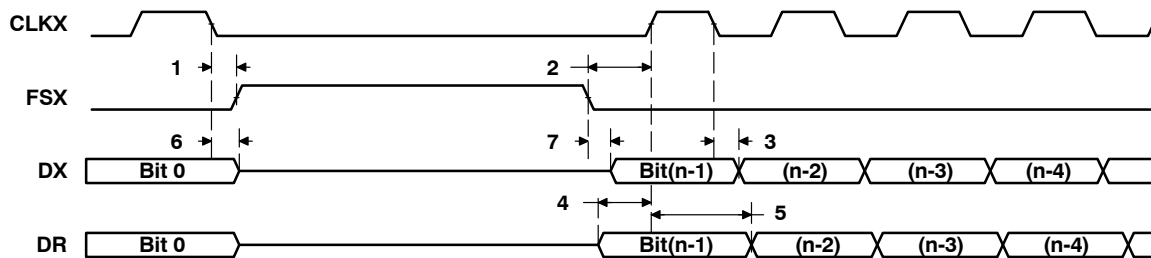 CLKX
1 2
FSX
6 7 3
DX Bit 0 Bit(n-1) (n-2) (n-3) (n-4)
4 5
DR Bit 0 Bit(n-1) (n-2) (n-3) (n-4)